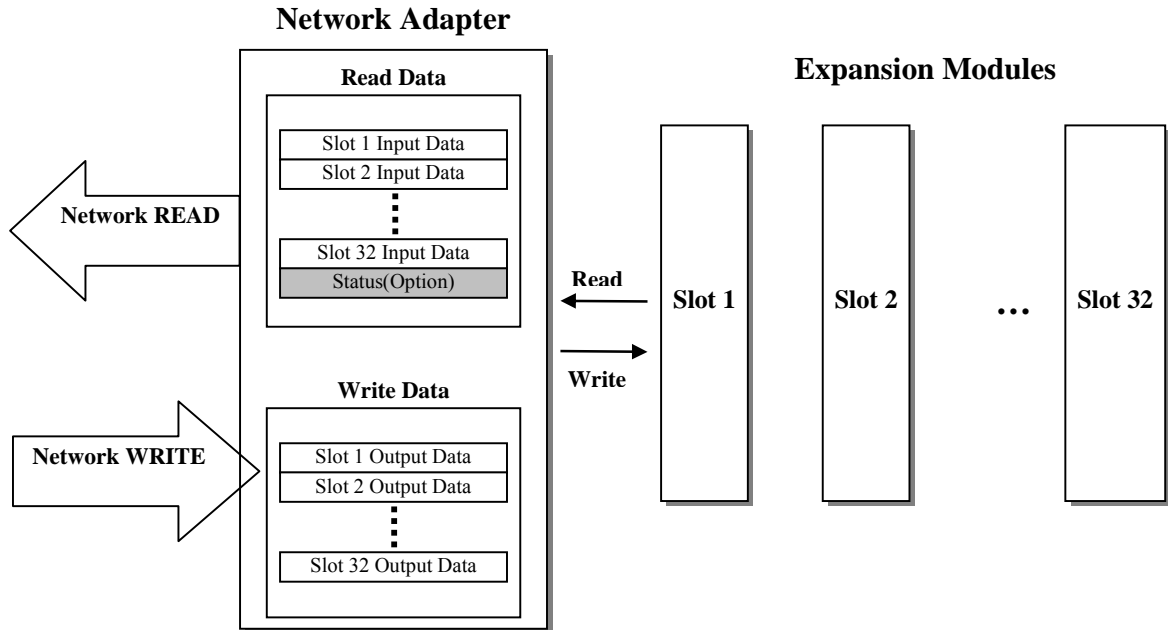 Network Adapter
Expansion Modules
Read Data
Slot 1 Input Data
Slot 2 Input Data
Slot 32 Input Data
Status(Option)
Network READ
Read
Write
Slot 1
Slot 2
...
Slot 32
Write Data
Network WRITE
Slot 1 Output Data
Slot 2 Output Data
Slot 32 Output Data